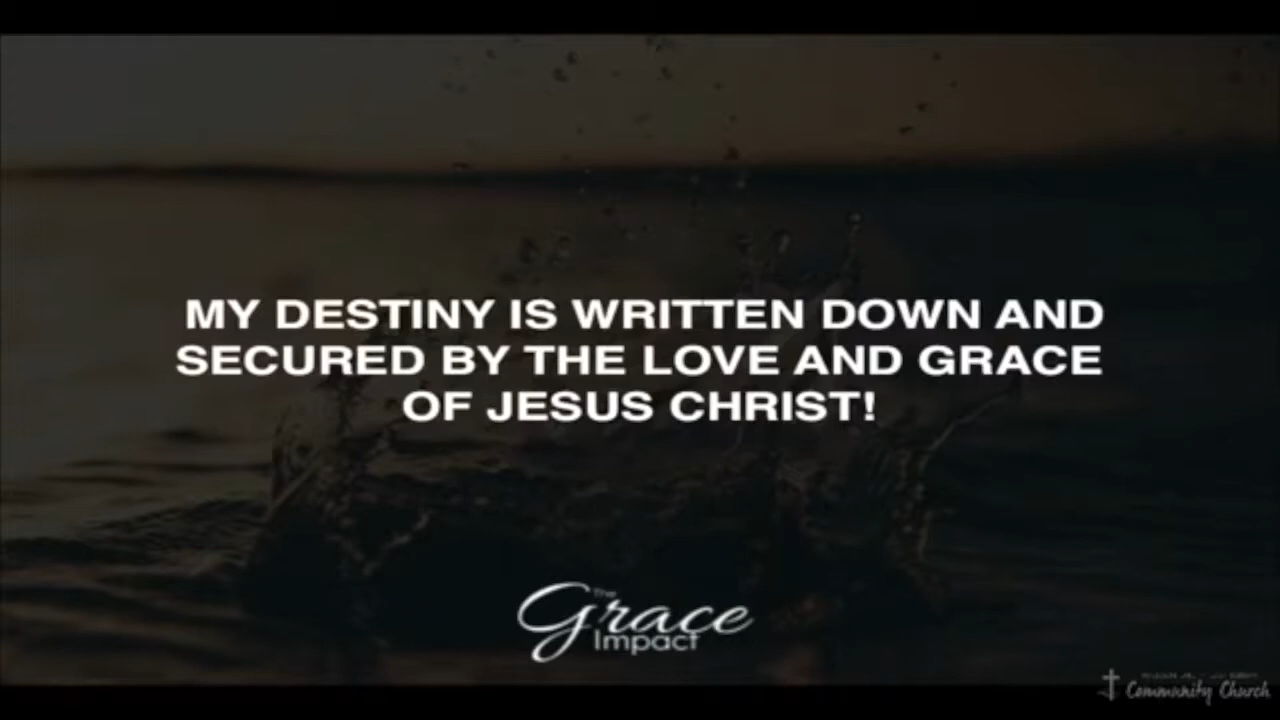 MY DESTINY IS WRITTEN DOWN AND
SECURED BY THE LOVE AND GRACE
OF JESUS CHRIST!
The
Grace
Impact
Community Church